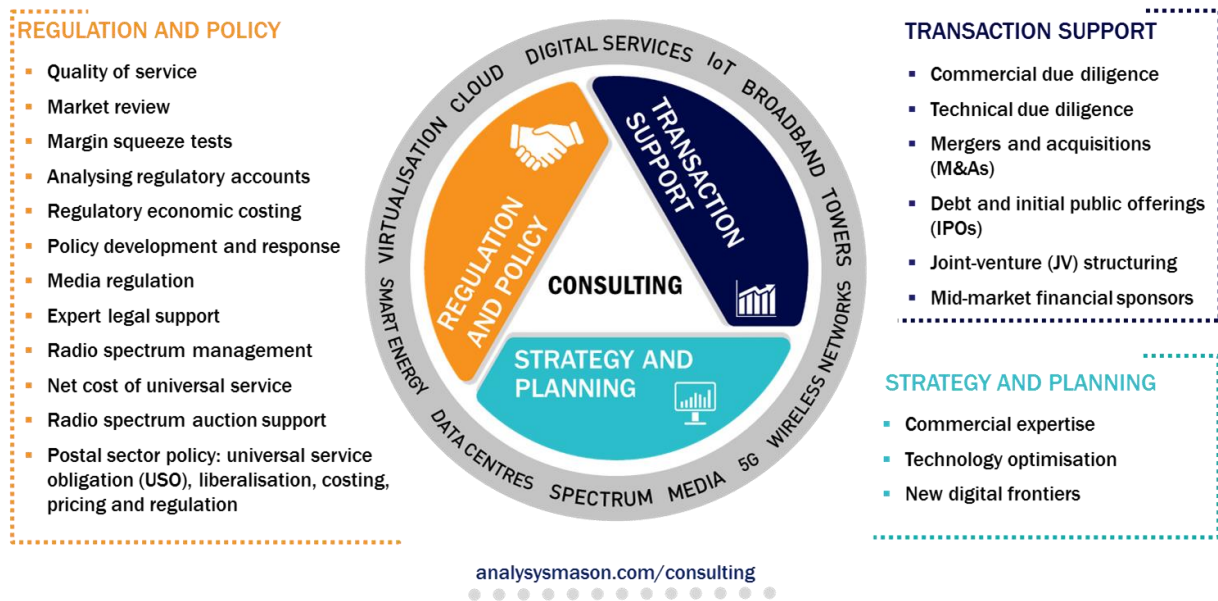 REGULATION AND POLICY
Quality of service
Market review
Margin squeeze tests
Analysing regulatory accounts
Regulatory economic costing
Policy development and response
Media regulation
Expert legal support
Radio spectrum management
Net cost of universal service
Radio spectrum auction support
Postal sector policy: universal service
obligation (USO), liberalisation, costing,
pricing and regulation
VIRTUALISATION
CLOUD
DIGITAL SERVICES
IoT
BROADBAND
TOWERS
WIRELESS NETWORKS
5G
MEDIA
SPECTRUM
DATA CENTRES
SMART ENERGY
REGULATION
AND POLICY
TRANSACTION
SUPPORT
CONSULTING
STRATEGY AND
PLANNING
TRANSACTION SUPPORT
Commercial due diligence
Technical due diligence
Mergers and acquisitions
(M&As)
Debt and initial public offerings
(IPOs)
Joint-venture (JV) structuring
Mid-market financial sponsors
STRATEGY AND PLANNING
Commercial expertise
Technology optimisation
New digital frontiers
analysysmason.com/consulting